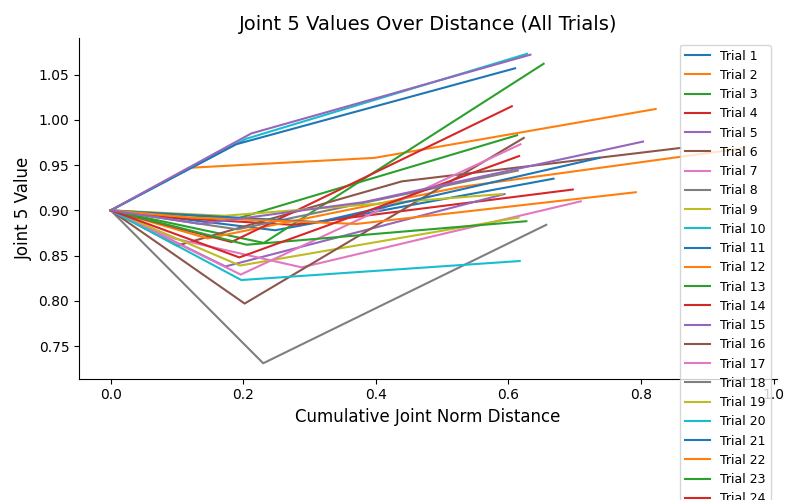 Joint 5 Values Over Distance (All Trials)
Joint 5 Value
1.05
1.00
0.95
0.90
0.85
0.80
0.75
0.0
0.2
0.4
0.6
0.8
1.0
Cumulative Joint Norm Distance
Trial 1
Trial 2
Trial 3
Trial 4
Trial 5
Trial 6
Trial 7
Trial 8
Trial 9
Trial 10
Trial 11
Trial 12
Trial 13
Trial 14
Trial 15
Trial 16
Trial 17
Trial 18
Trial 19
Trial 20
Trial 21
Trial 22
Trial 23
Trial 24